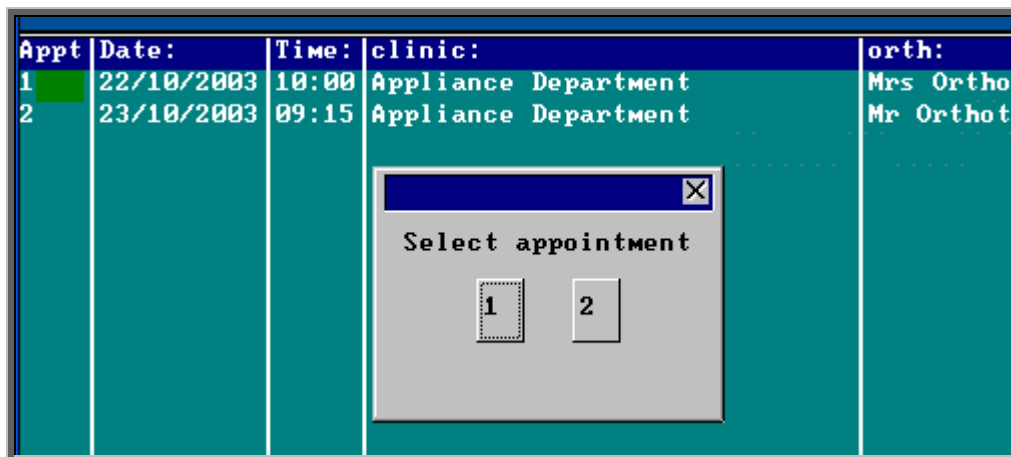 Appt Date: Time: clinic: orth:
1 22/10/2003 10:00 Appliance Department Mrs Ortho
2 23/10/2003 09:15 Appliance Department Mr Orthot
Select appointment
1 2